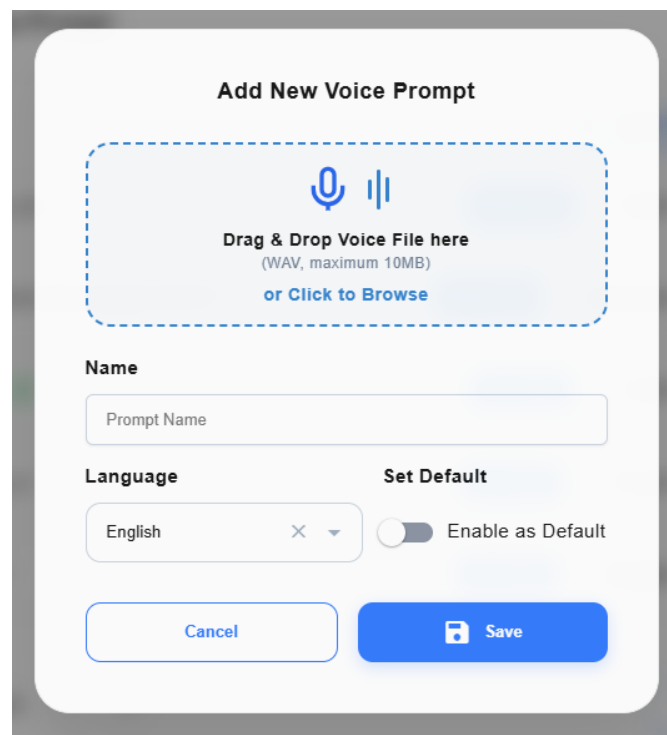 Add New Voice Prompt
Drag & Drop Voice File here
(WAV, maximum 10MB)
or Click to Browse
Name
Prompt Name
Language
Set Default
English
Enable as Default
Cancel
Save